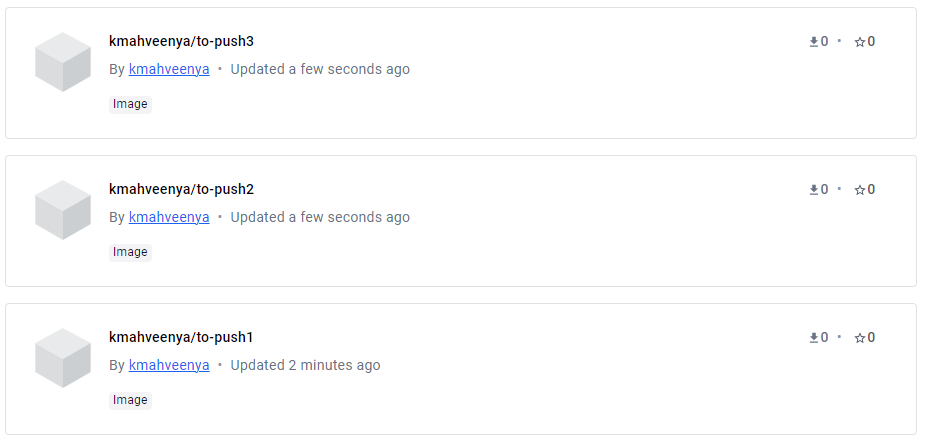 kmahveenya/to-push3 0 • 0
By kmahveenya • Updated a few seconds ago
Image
kmahveenya/to-push2 0 • 0
By kmahveenya • Updated a few seconds ago
Image
kmahveenya/to-push1 0 • 0
By kmahveenya • Updated 2 minutes ago
Image